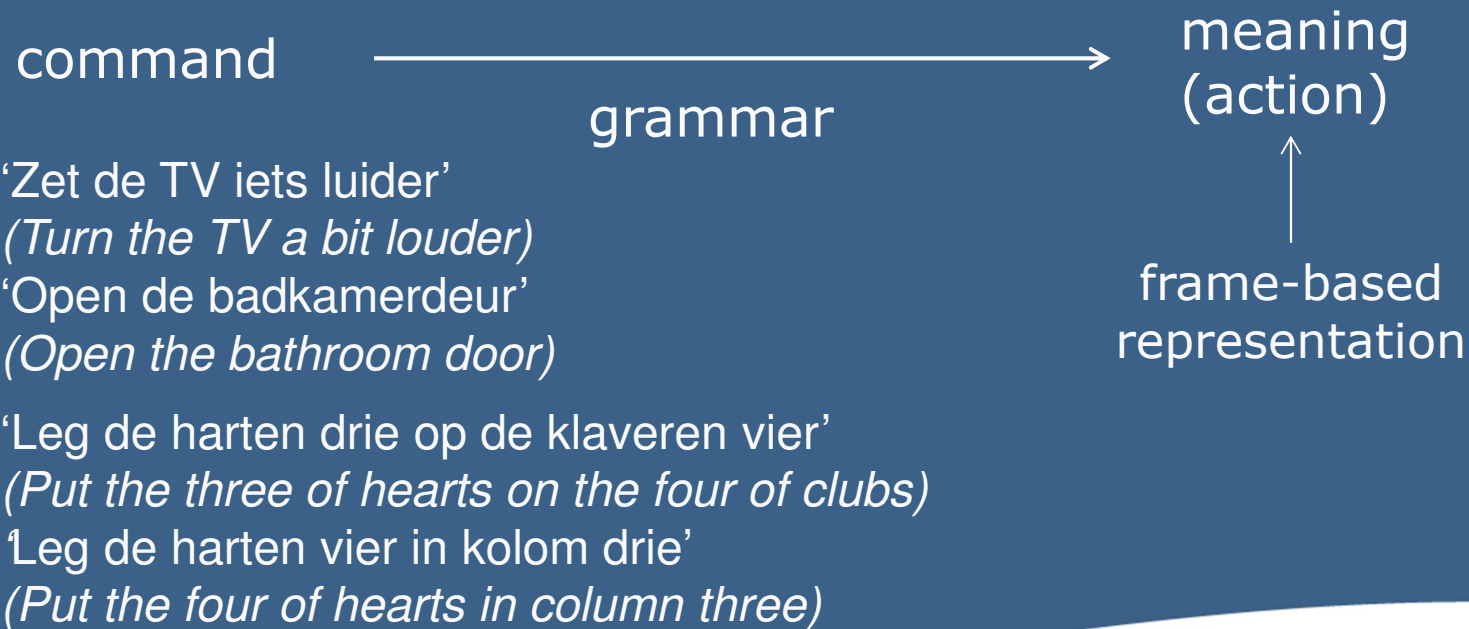 command
grammar
meaning
(action)
‘Zet de TV iets luider’
(Turn the TV a bit louder)
‘Open de badkamerdeur’
(Open the bathroom door)
‘Leg de harten drie op de klaveren vier’
(Put the three of hearts on the four of clubs)
‘Leg de harten vier in kolom drie’
(Put the four of hearts in column three)
frame-based
representation